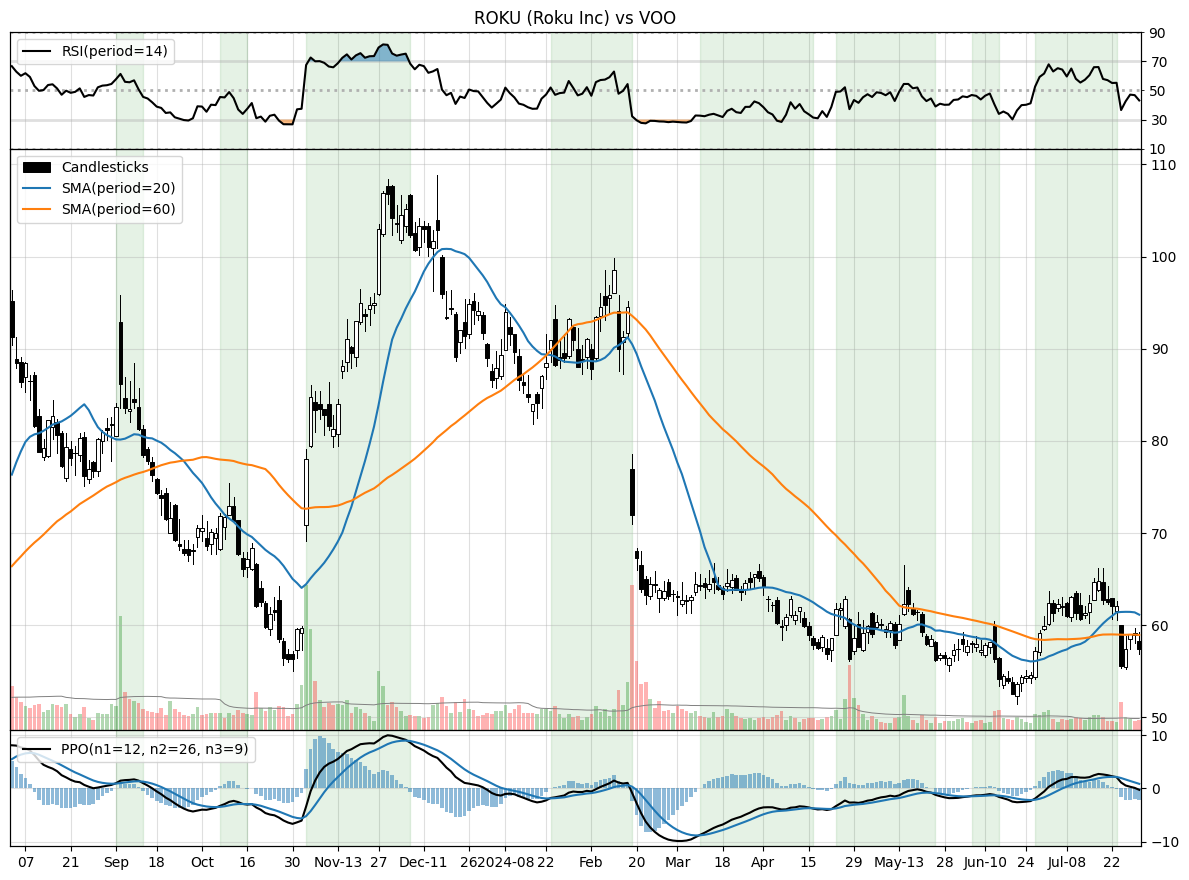 ROKU (Roku Inc) vs VOO
RSI(period=14)
90
70
50
30
10
Candlesticks
SMA(period=20)
SMA(period=60)
110
100
90
80
70
60
50
PPO(n1=12, n2=26, n3=9)
10
0
−10
07 21 Sep 18 Oct 16 30 Nov-13 27 Dec-11 26 2024-08 22 Feb 20 Mar 18 Apr 15 29 May-13 28 Jun-10 24 Jul-08 22